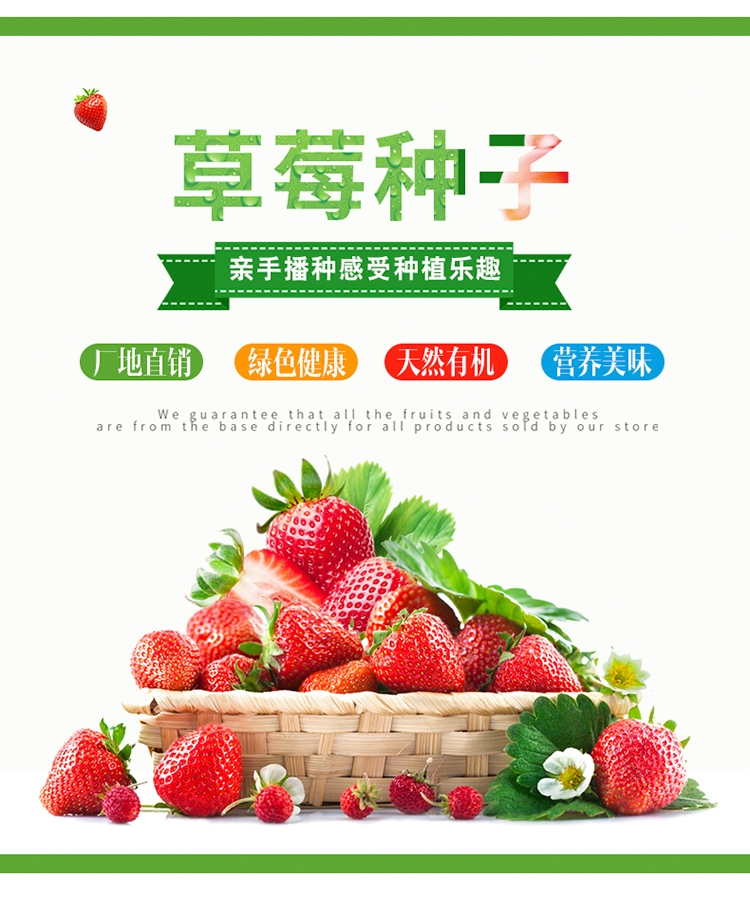 草莓种子
亲手播种感受种植乐趣
厂地直销 绿色健康 天然有机 营养美味
We guarantee that all the fruits and vegetables
are from the base directly for all products sold by our store